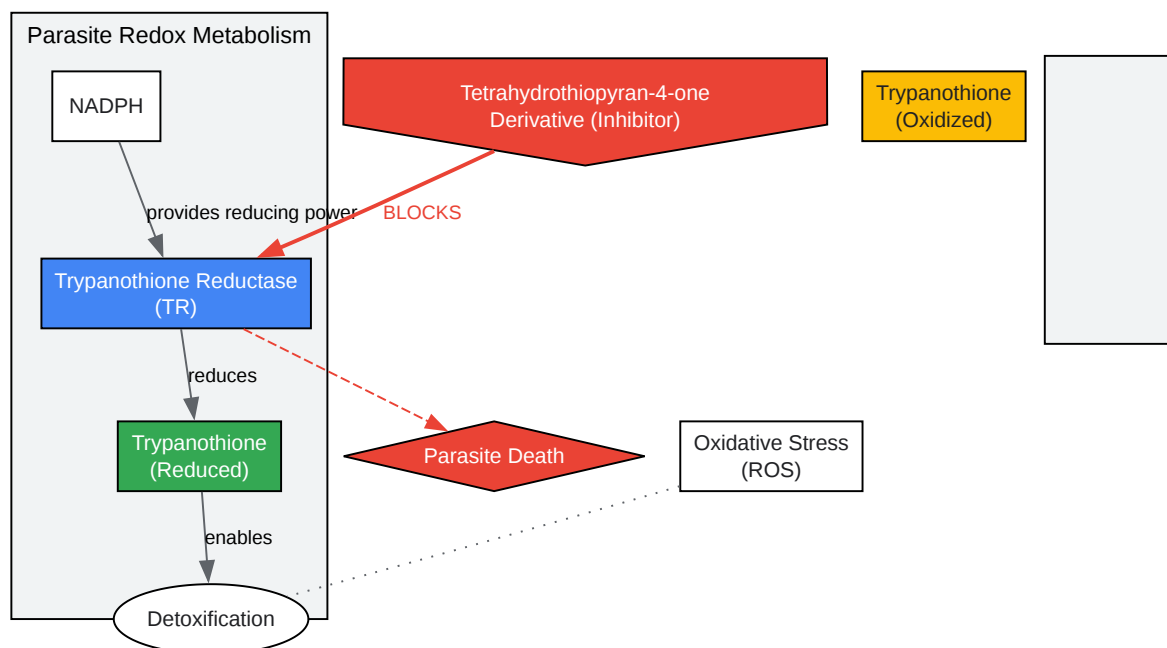 Parasite Redox Metabolism
NADPH
Tetrahydrothiopyran-4-one
Derivative (Inhibitor)
Trypanothione
(Oxidized)
provides reducing power
BLOCKS
Trypanothione Reductase
(TR)
reduces
Trypanothione
(Reduced)
Parasite Death
Oxidative Stress
(ROS)
enables
Detoxification